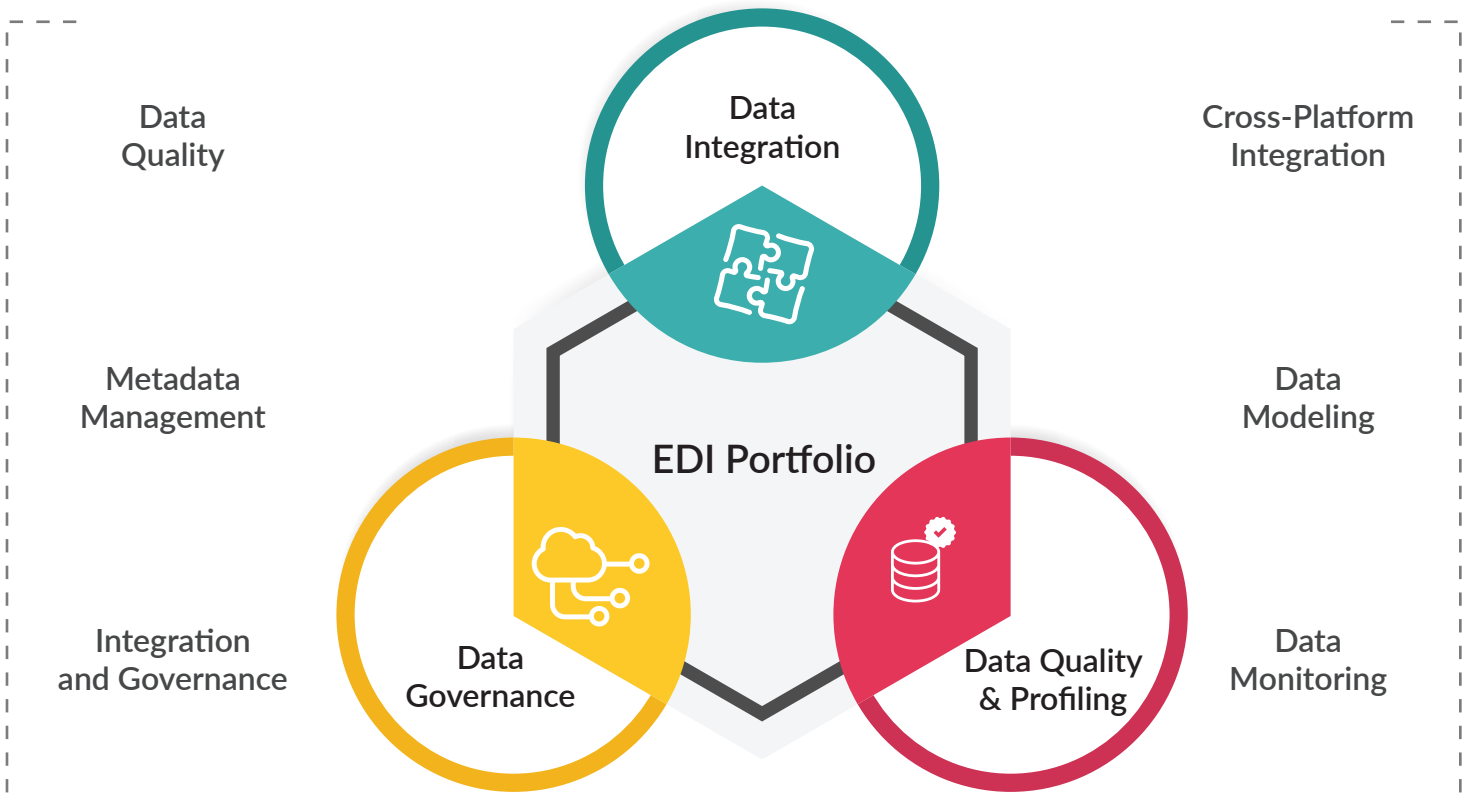 Data
Quality
Metadata
Management
Integration
and Governance
Data
Integration
EDI Portfolio
Data
Governance
Data Quality
& Profiling
Cross-Platform
Integration
Data
Modeling
Data
Monitoring